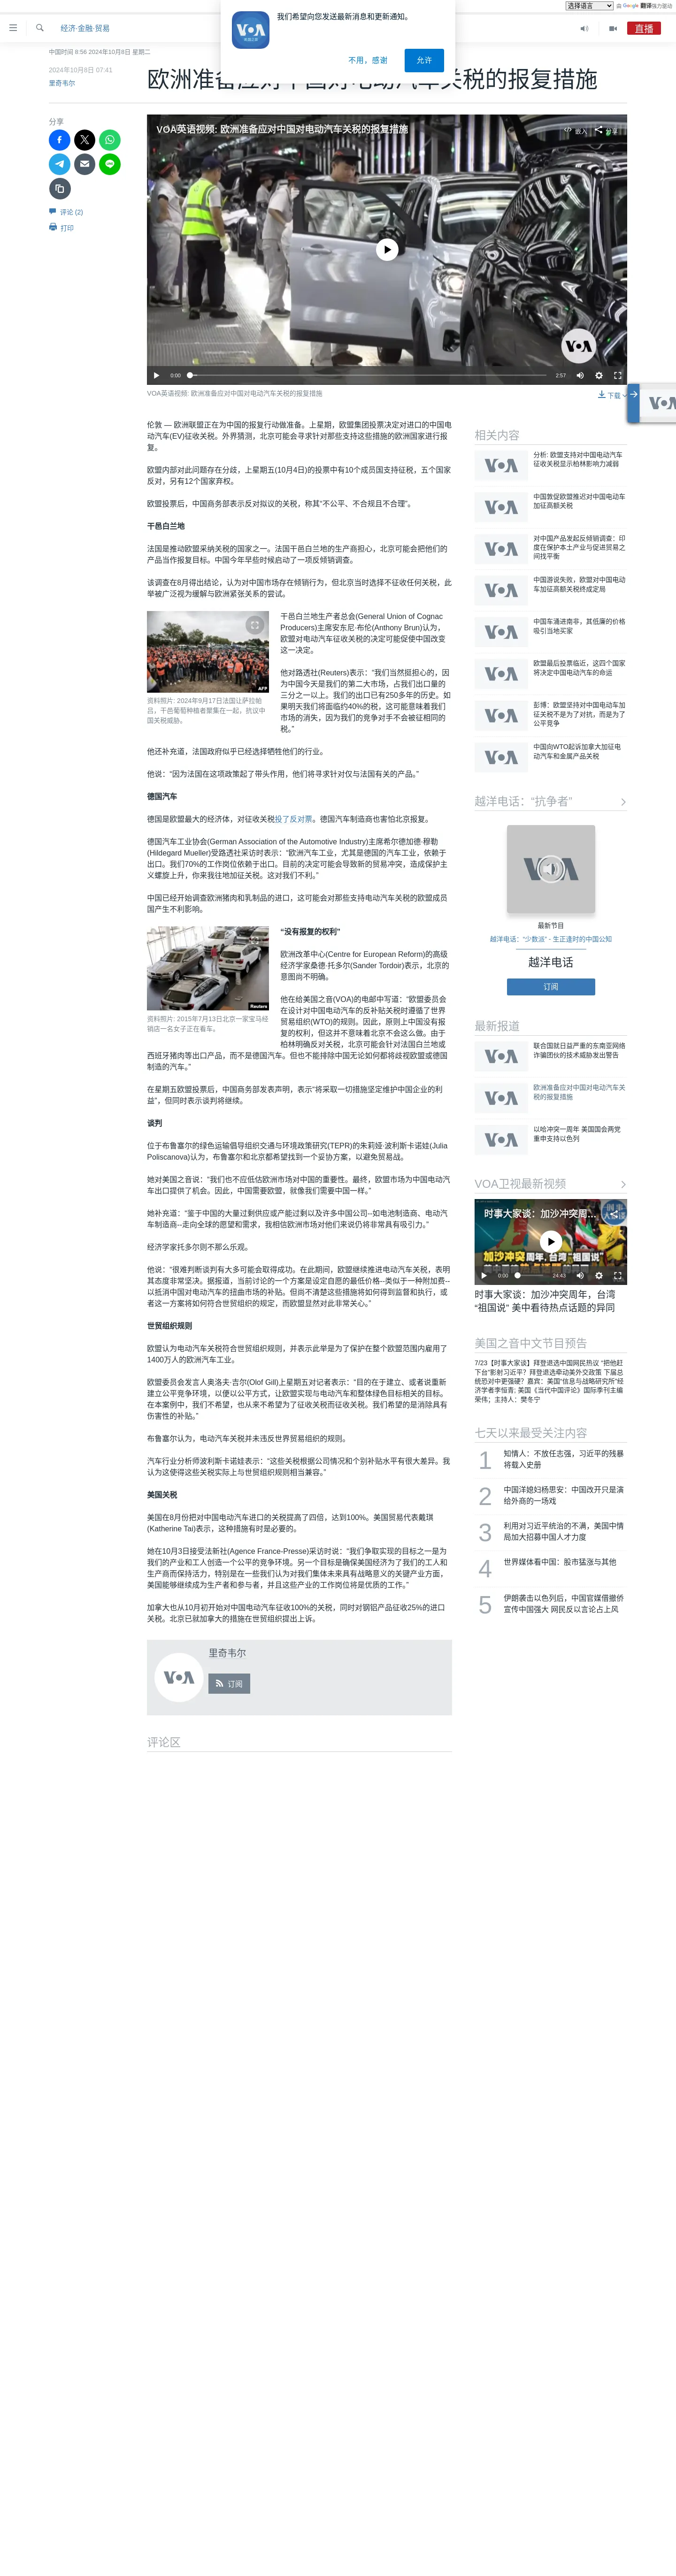 选择语言
由 Google 翻译强力驱动
我们希望向您发送最新消息和更新通知。
不用，感谢
允许
经济·金融·贸易
直播
中国时间 8:56 2024年10月8日 星期二
2024年10月8日 07:41
里奇韦尔
欧洲准备应对中国对电动汽车关税的报复措施
分享
评论 (2)
打印
VOA英语视频: 欧洲准备应对中国对电动汽车关税的报复措施
嵌入
分享
VOA
0:00
2:57
VOA英语视频: 欧洲准备应对中国对电动汽车关税的报复措施
下载
伦敦 — 欧洲联盟正在为中国的报复行动做准备。上星期，欧盟集团投票决定对进口的中国电
动汽车(EV)征收关税。外界猜测，北京可能会寻求针对那些支持这些措施的欧洲国家进行报
复。
欧盟内部对此问题存在分歧，上星期五(10月4日)的投票中有10个成员国支持征税，五个国家
反对，另有12个国家弃权。
欧盟投票后，中国商务部表示反对拟议的关税，称其“不公平、不合规且不合理”。
干邑白兰地
法国是推动欧盟采纳关税的国家之一。法国干邑白兰地的生产商担心，北京可能会把他们的
产品当作报复目标。中国今年早些时候启动了一项反倾销调查。
该调查在8月得出结论，认为对中国市场存在倾销行为，但北京当时选择不征收任何关税，此
举被广泛视为缓解与欧洲紧张关系的尝试。
AFP
资料照片: 2024年9月17日法国让萨拉帕
吕，干邑葡萄种植者聚集在一起，抗议中
国关税威胁。
干邑白兰地生产者总会(General Union of Cognac
Producers)主席安东尼·布伦(Anthony Brun)认为，
欧盟对电动汽车征收关税的决定可能促使中国改变
这一决定。
他对路透社(Reuters)表示：“我们当然挺担心的，因
为中国今天是我们的第二大市场，占我们出口量的
三分之一以上。我们的出口已有250多年的历史。如
果明天我们将面临约40%的税，这可能意味着我们
市场的消失，因为我们的竞争对手不会被征相同的
税。”
他还补充道，法国政府似乎已经选择牺牲他们的行业。
他说：“因为法国在这项政策起了带头作用，他们将寻求针对仅与法国有关的产品。”
德国汽车
德国是欧盟最大的经济体，对征收关税投了反对票。德国汽车制造商也害怕北京报复。
德国汽车工业协会(German Association of the Automotive Industry)主席希尔德加德·穆勒
(Hildegard Mueller)受路透社采访时表示：“欧洲汽车工业，尤其是德国的汽车工业，依赖于
出口。我们70%的工作岗位依赖于出口。目前的决定可能会导致新的贸易冲突，造成保护主
义螺旋上升，你来我往地加征关税。这对我们不利。”
中国已经开始调查欧洲猪肉和乳制品的进口，这可能会对那些支持电动汽车关税的欧盟成员
国产生不利影响。
Reuters
资料照片: 2015年7月13日北京一家宝马经
销店一名女子正在看车。
“没有报复的权利”
欧洲改革中心(Centre for European Reform)的高级
经济学家桑德·托多尔(Sander Tordoir)表示，北京的
意图尚不明确。
他在给美国之音(VOA)的电邮中写道：“欧盟委员会
在设计对中国电动汽车的反补贴关税时遵循了世界
贸易组织(WTO)的规则。因此，原则上中国没有报
复的权利，但这并不意味着北京不会这么做。由于
柏林明确反对关税，北京可能会针对法国白兰地或
西班牙猪肉等出口产品，而不是德国汽车。但也不能排除中国无论如何都将歧视欧盟或德国
制造的汽车。”
在星期五欧盟投票后，中国商务部发表声明，表示“将采取一切措施坚定维护中国企业的利
益”，但同时表示谈判将继续。
谈判
位于布鲁塞尔的绿色运输倡导组织交通与环境政策研究(TEPR)的朱莉娅·波利斯卡诺娃(Julia
Poliscanova)认为，布鲁塞尔和北京都希望找到一个妥协方案，以避免贸易战。
她对美国之音说：“我们也不应低估欧洲市场对中国的重要性。最终，欧盟市场为中国电动汽
车出口提供了机会。因此，中国需要欧盟，就像我们需要中国一样。”
她补充道：“鉴于中国的大量过剩供应或产能过剩以及许多中国公司--如电池制造商、电动汽
车制造商--走向全球的愿望和需求，我相信欧洲市场对他们来说仍将非常具有吸引力。”
经济学家托多尔则不那么乐观。
他说：“很难判断谈判有大多可能会取得成功。在此期间，欧盟将继续推进电动汽车关税，表明
其态度非常坚决。据报道，当前讨论的一个方案是设定自愿的最低价格--类似于一种附加费--
以抵消中国对电动汽车的扭曲市场的补贴。但尚不清楚这些措施将如何得到监督和执行，或
者这一方案将如何符合世贸组织的规定，而欧盟显然对此非常关心。”
世贸组织规则
欧盟认为电动汽车关税符合世贸组织规则，并表示此举是为了保护在整个欧盟范围内雇用了
1400万人的欧洲汽车工业。
欧盟委员会发言人奥洛夫·吉尔(Olof Gill)上星期五对记者表示：“目的在于建立、或者说重新
建立公平竞争环境，以便以公平方式，让欧盟实现与电动汽车和整体绿色目标相关的目标。
在本案例中，我们不希望，也从来不希望为了征收关税而征收关税。我们希望的是消除具有
伤害性的补贴。”
布鲁塞尔认为，电动汽车关税并未违反世界贸易组织的规则。
汽车行业分析师波利斯卡诺娃表示：“这些关税根据公司情况和个别补贴水平有很大差异。我
认为这使得这些关税实际上与世贸组织规则相当兼容。”
美国关税
美国在8月份把对中国电动汽车进口的关税提高了四倍，达到100%。美国贸易代表戴琪
(Katherine Tai)表示，这种措施有时是必要的。
她在10月3日接受法新社(Agence France-Presse)采访时说：“我们争取实现的目标之一是为
我们的产业和工人创造一个公平的竞争环境。另一个目标是确保美国经济为了我们的工人和
生产商而保持活力，特别是在一些我们认为对我们集体未来具有战略意义的关键产业方面，
美国能够继续成为生产者和参与者，并且这些产业的工作岗位将是优质的工作。”
加拿大也从10月初开始对中国电动汽车征收100%的关税，同时对钢铝产品征收25%的进口
关税。北京已就加拿大的措施在世贸组织提出上诉。
里奇韦尔
订阅
评论区
相关内容
分析: 欧盟支持对中国电动汽车
征收关税显示柏林影响力减弱
中国敦促欧盟推迟对中国电动车
加征高额关税
对中国产品发起反倾销调查：印
度在保护本土产业与促进贸易之
间找平衡
中国游说失败，欧盟对中国电动
车加征高额关税终成定局
中国车涌进南非，其低廉的价格
吸引当地买家
欧盟最后投票临近，这四个国家
将决定中国电动汽车的命运
彭博：欧盟坚持对中国电动车加
征关税不是为了对抗，而是为了
公平竞争
中国向WTO起诉加拿大加征电
动汽车和金属产品关税
越洋电话：“抗争者”
最新节目
越洋电话：“少数派” - 生正逢时的中国公知
越洋电话
订阅
最新报道
联合国就日益严重的东南亚网络
诈骗团伙的技术威胁发出警告
欧洲准备应对中国对电动汽车关
税的报复措施
以哈冲突一周年 美国国会两党
重申支持以色列
VOA卫视最新视频
时事大家谈：加沙冲突周...
加沙冲突周年，台湾“祖国说”
0:00
24:43
时事大家谈：加沙冲突周年，台湾
“祖国说” 美中看待热点话题的异同
美国之音中文节目预告
7/23【时事大家谈】拜登退选中国网民热议 “把他赶
下台”影射习近平？拜登退选牵动美外交政策 下届总
统恐对中更强硬？嘉宾：美国“信息与战略研究所”经
济学者李恒青; 美国《当代中国评论》国际季刊主编
荣伟；主持人：樊冬宁
七天以来最受关注内容
1
知情人：不放任志强，习近平的残暴
将载入史册
2
中国洋媳妇杨思安：中国改开只是演
给外商的一场戏
3
利用对习近平统治的不满，美国中情
局加大招募中国人才力度
4
世界媒体看中国：股市猛涨与其他
5
伊朗袭击以色列后，中国官媒借撤侨
宣传中国强大 网民反以言论占上风